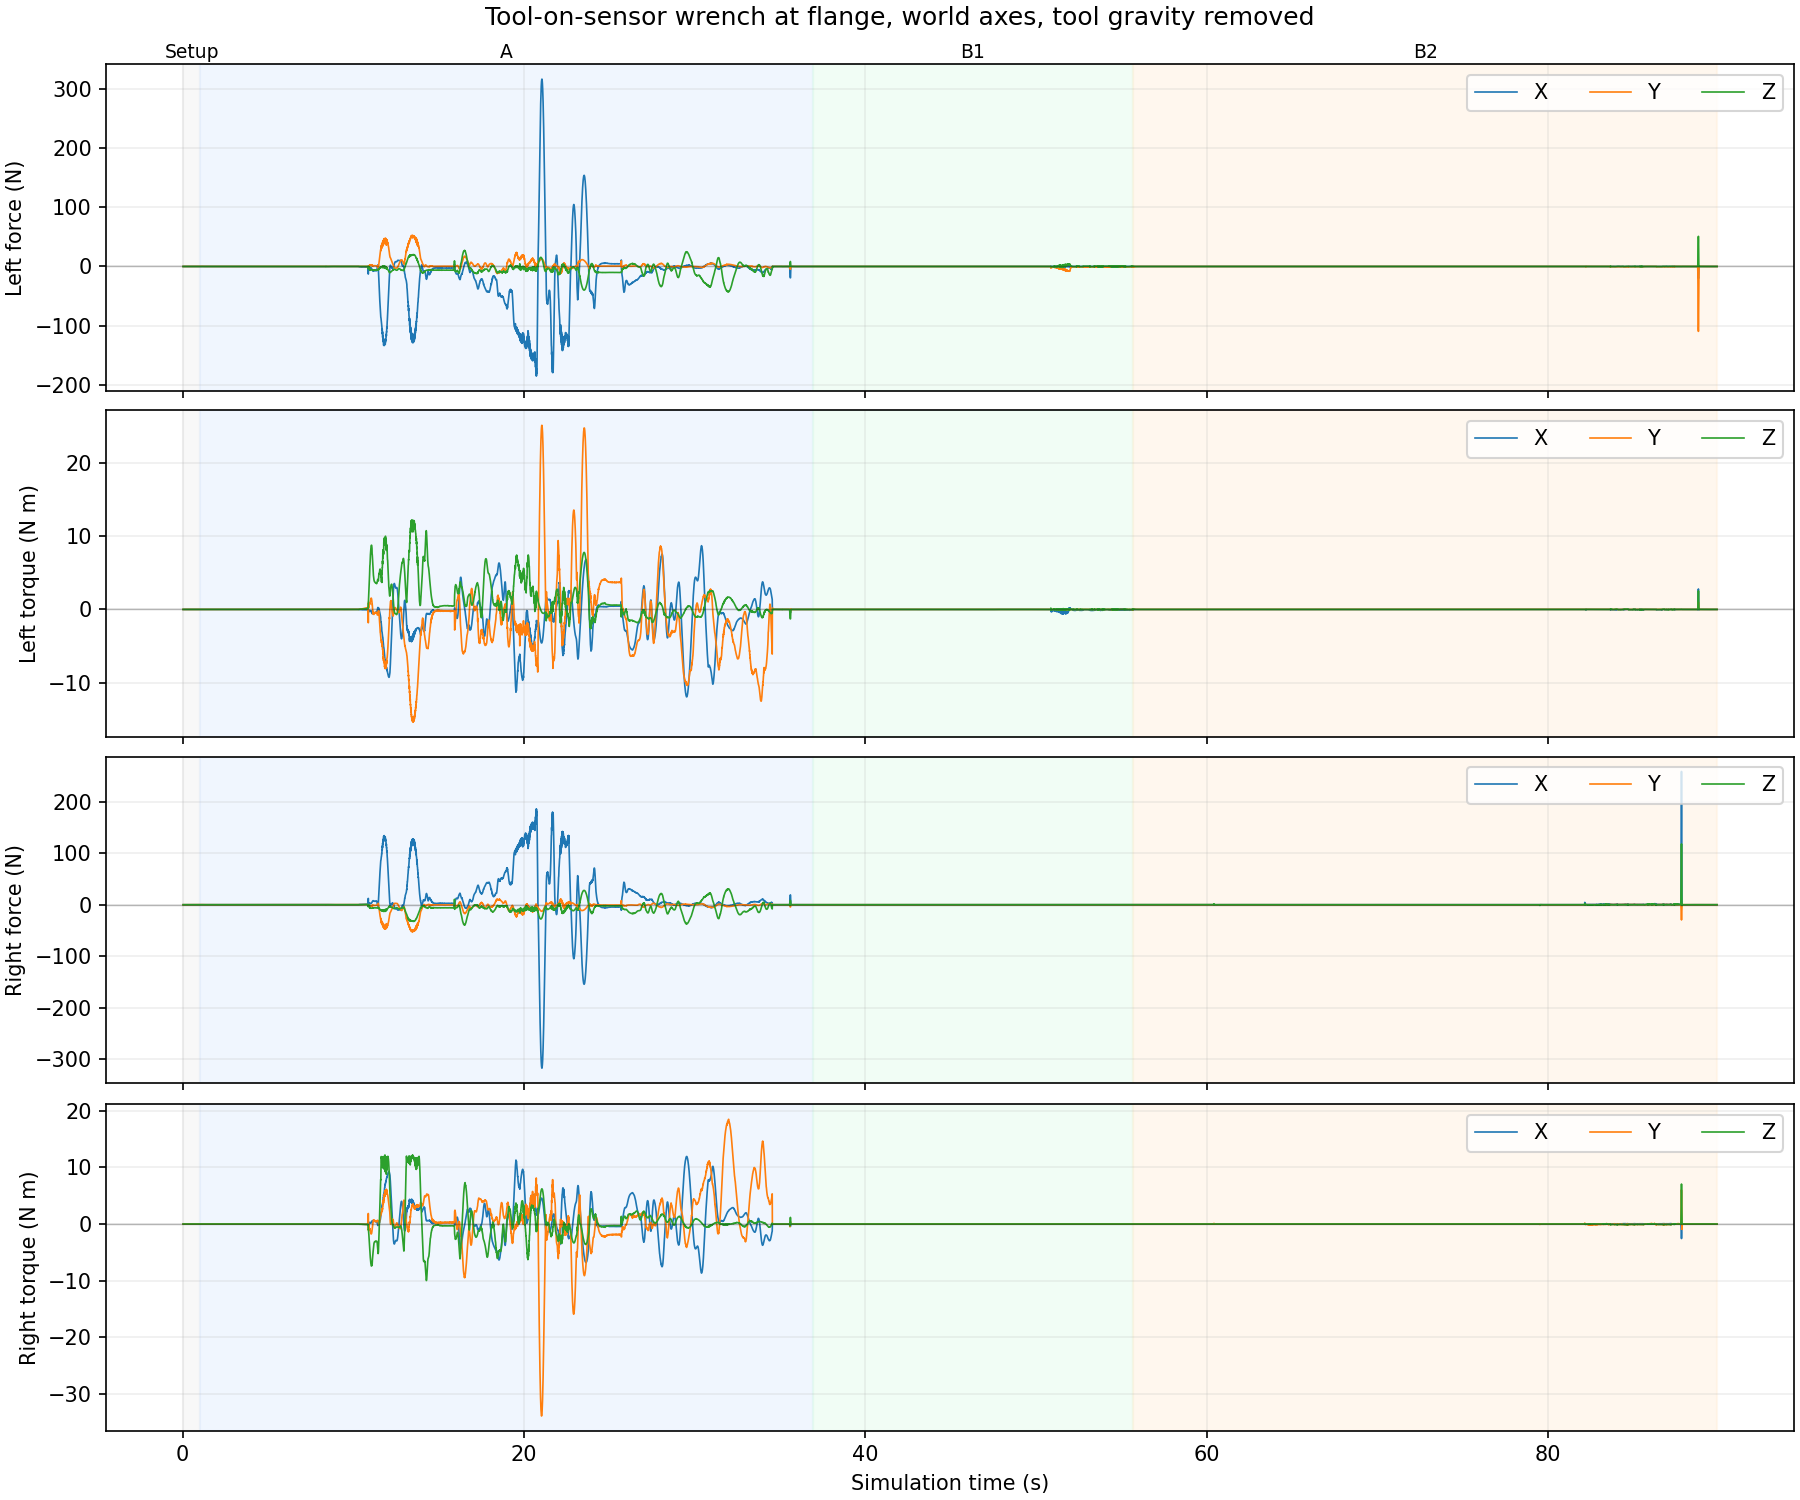 Tool-on-sensor wrench at flange, world axes, tool gravity removed
Setup A B1 B2
Left force (N)
300
200
100
0
−100
−200
X Y Z
Left torque (N m)
20
10
0
−10
X Y Z
Right force (N)
200
100
0
−100
−200
−300
X Y Z
Right torque (N m)
20
10
0
−10
−20
−30
X Y Z
0 20 40 60 80
Simulation time (s)